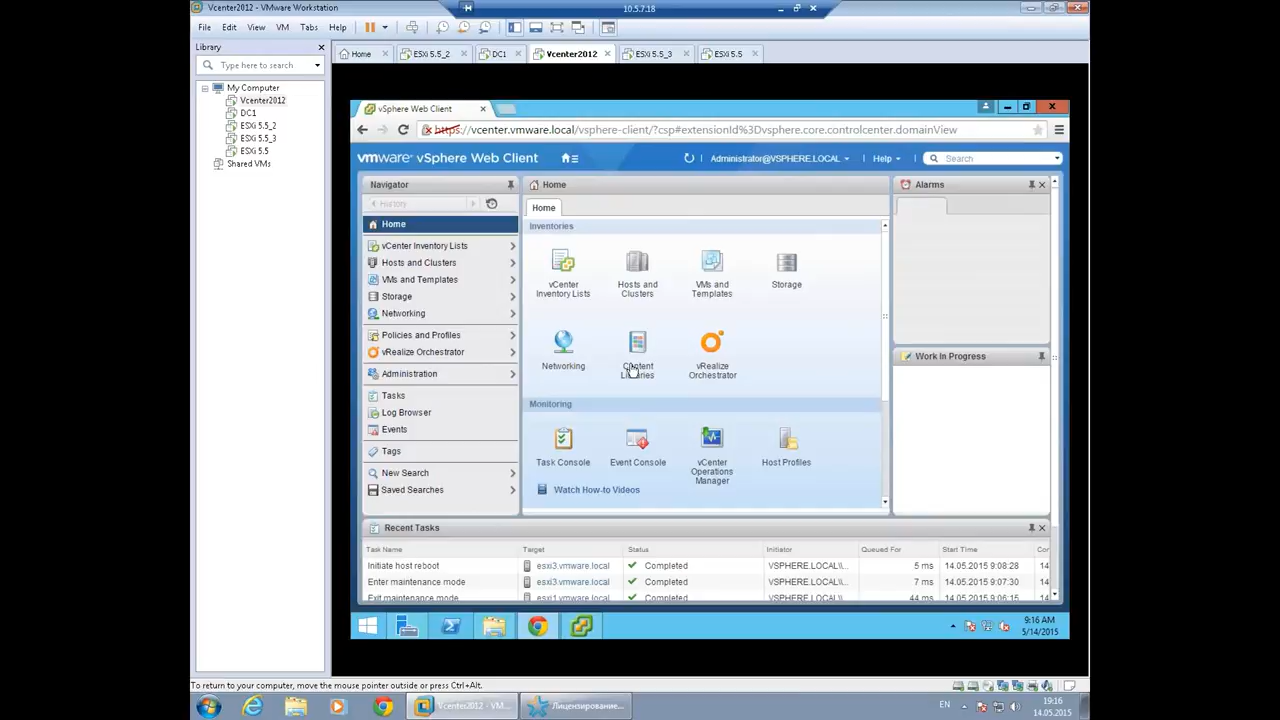 Vcenter2012 - VMware Workstation
10.5.7.18
File Edit View VM Tabs Help
Library
Type here to search
My Computer
Vcenter2012
DC1
ESXi 5.5_2
ESXi 5.5_3
ESXi 5.5
Shared VMs
Home ESXi 5.5_2 DC1 Vcenter2012 ESXi 5.5_3 ESXi 5.5
vSphere Web Client
https://vcenter.vmware.local/vsphere-client/?csp#extensionId%3Dvsphere.core.controlcenter.domainView
vmware vSphere Web Client
Administrator@VSPHERE.LOCAL Help Search
Navigator
History
Home
vCenter Inventory Lists
Hosts and Clusters
VMs and Templates
Storage
Networking
Policies and Profiles
vRealize Orchestrator
Administration
Tasks
Log Browser
Events
Tags
New Search
Saved Searches
Home
Home
Inventories
vCenter Inventory Lists
Hosts and Clusters
VMs and Templates
Storage
Networking
Content Libraries
vRealize Orchestrator
Monitoring
Task Console
Event Console
vCenter Operations Manager
Host Profiles
Watch How-to Videos
Alarms
Work In Progress
Recent Tasks
Task Name Target Status Initiator Queued For Start Time
Initiate host reboot esxi3.vmware.local Completed VSPHERE.LOCAL\\... 5 ms 14.05.2015 9:08:28 14
Enter maintenance mode esxi3.vmware.local Completed VSPHERE.LOCAL\\... 7 ms 14.05.2015 9:07:30 14
Exit maintenance mode esxi1.vmware.local Completed VSPHERE.LOCAL\\... 44 ms 14.05.2015 9:06:15 14
9:16 AM
5/14/2015
To return to your computer, move the mouse pointer outside or press Ctrl+Alt.
Vcenter2012 - VM...
Лицензирование...
EN
19:16
14.05.2015